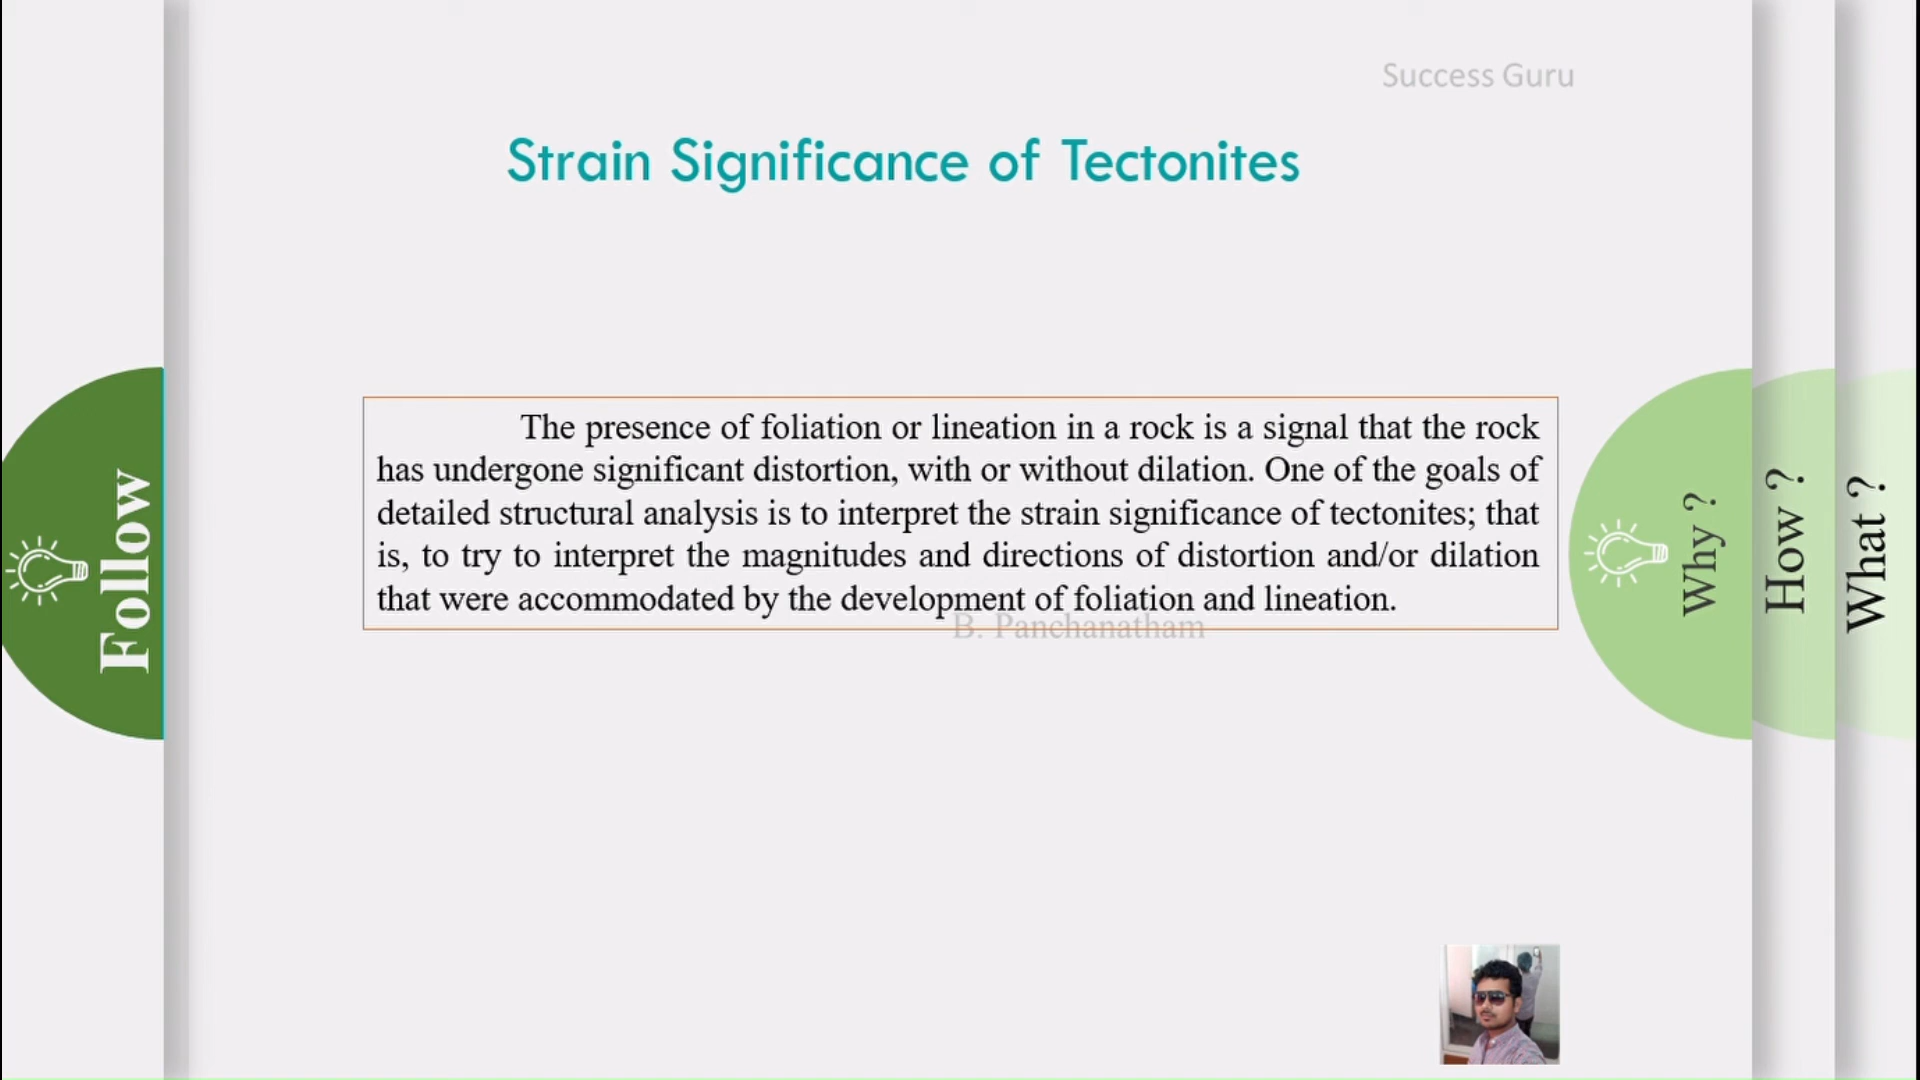 Success Guru
Strain Significance of Tectonites
The presence of foliation or lineation in a rock is a signal that the rock
has undergone significant distortion, with or without dilation. One of the goals of
detailed structural analysis is to interpret the strain significance of tectonites; that
is, to try to interpret the magnitudes and directions of distortion and/or dilation
that were accommodated by the development of foliation and lineation.
B. Panchanatham
Follow
Why ?
How ?
What ?